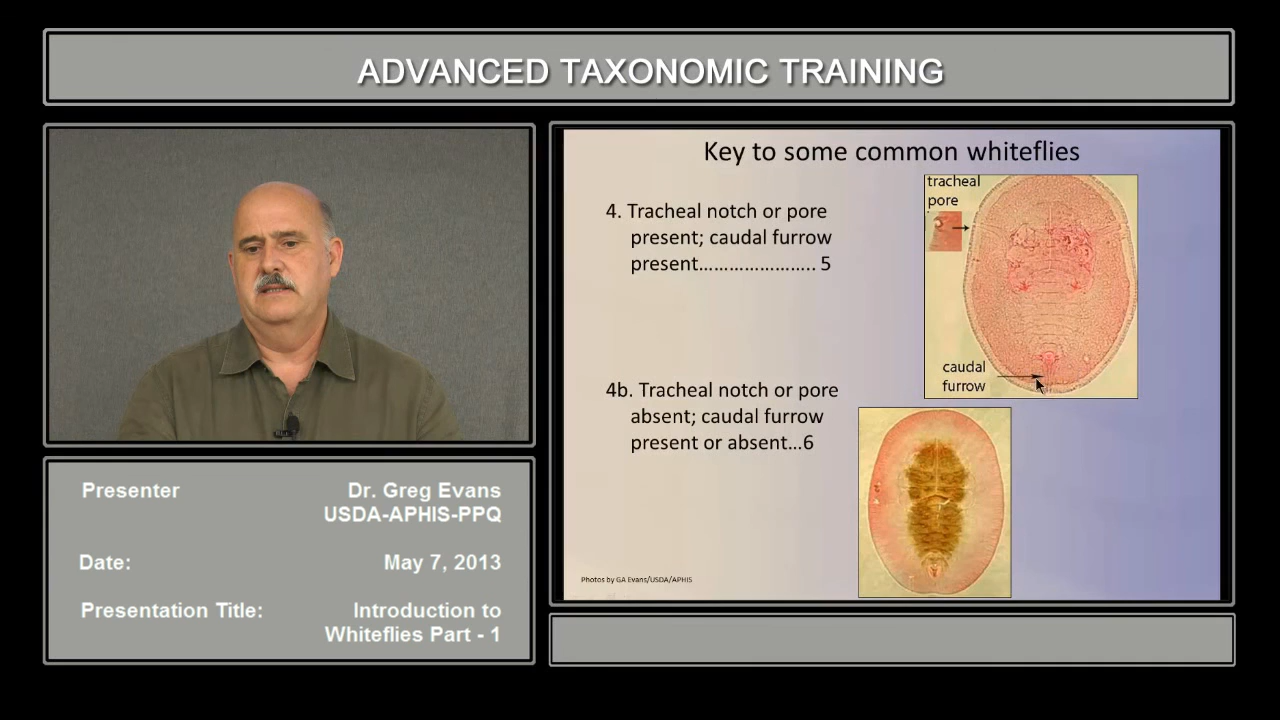 ADVANCED TAXONOMIC TRAINING
Presenter
Dr. Greg Evans
USDA-APHIS-PPQ
Date:
May 7, 2013
Presentation Title:
Introduction to
Whiteflies Part - 1
Key to some common whiteflies
4. Tracheal notch or pore
present; caudal furrow
present…………………….. 5
tracheal
pore
caudal
furrow
4b. Tracheal notch or pore
absent; caudal furrow
present or absent…6
Photos by GA Evans/USDA/APHIS